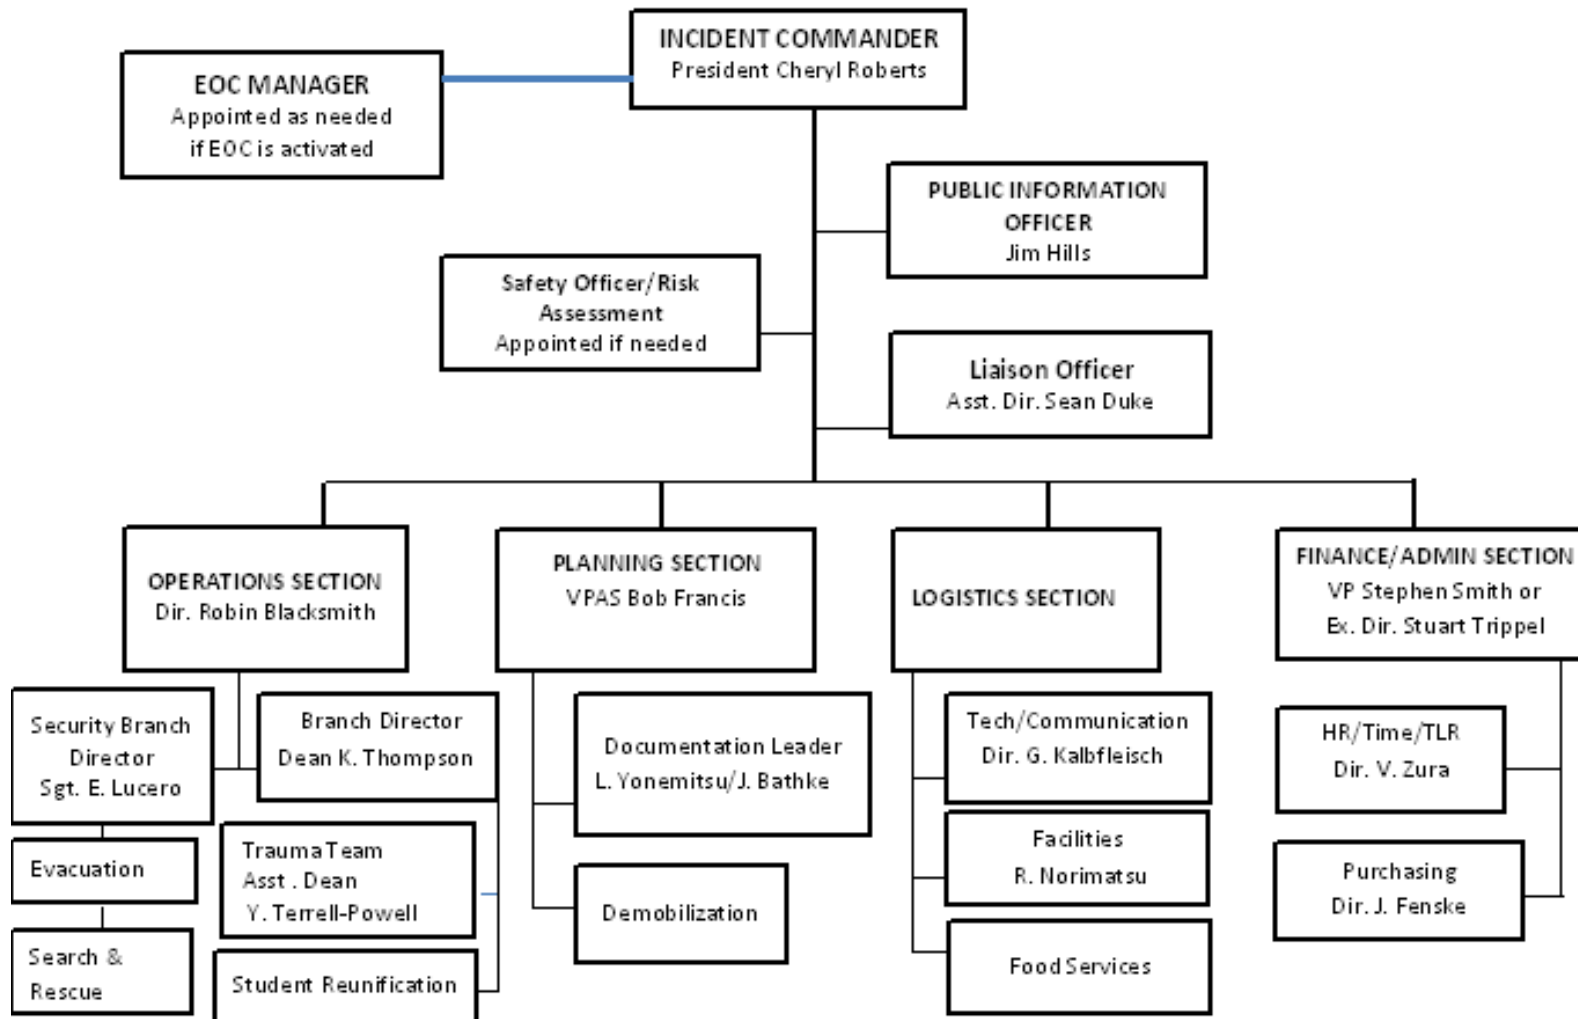 INCIDENT COMMANDER
President Cheryl Roberts
EOC MANAGER
Appointed as needed
if EOC is activated
PUBLIC INFORMATION
OFFICER
Jim Hills
Safety Officer/Risk
Assessment
Appointed if needed
Liaison Officer
Asst. Dir. Sean Duke
OPERATIONS SECTION
Dir. Robin Blacksmith
PLANNING SECTION
VPAS Bob Francis
LOGISTICS SECTION
FINANCE/ADMIN SECTION
VP Stephen Smith or
Ex. Dir. Stuart Trippel
Security Branch
Director
Sgt. E. Lucero
Branch Director
Dean K. Thompson
Evacuation
Trauma Team
Asst . Dean
Y. Terrell-Powell
Search &
Rescue
Student Reunification
Documentation Leader
L. Yonemitsu/J. Bathke
Demobilization
Tech/Communication
Dir. G. Kalbfleisch
Facilities
R. Norimatsu
Food Services
HR/Time/TLR
Dir. V. Zura
Purchasing
Dir. J. Fenske